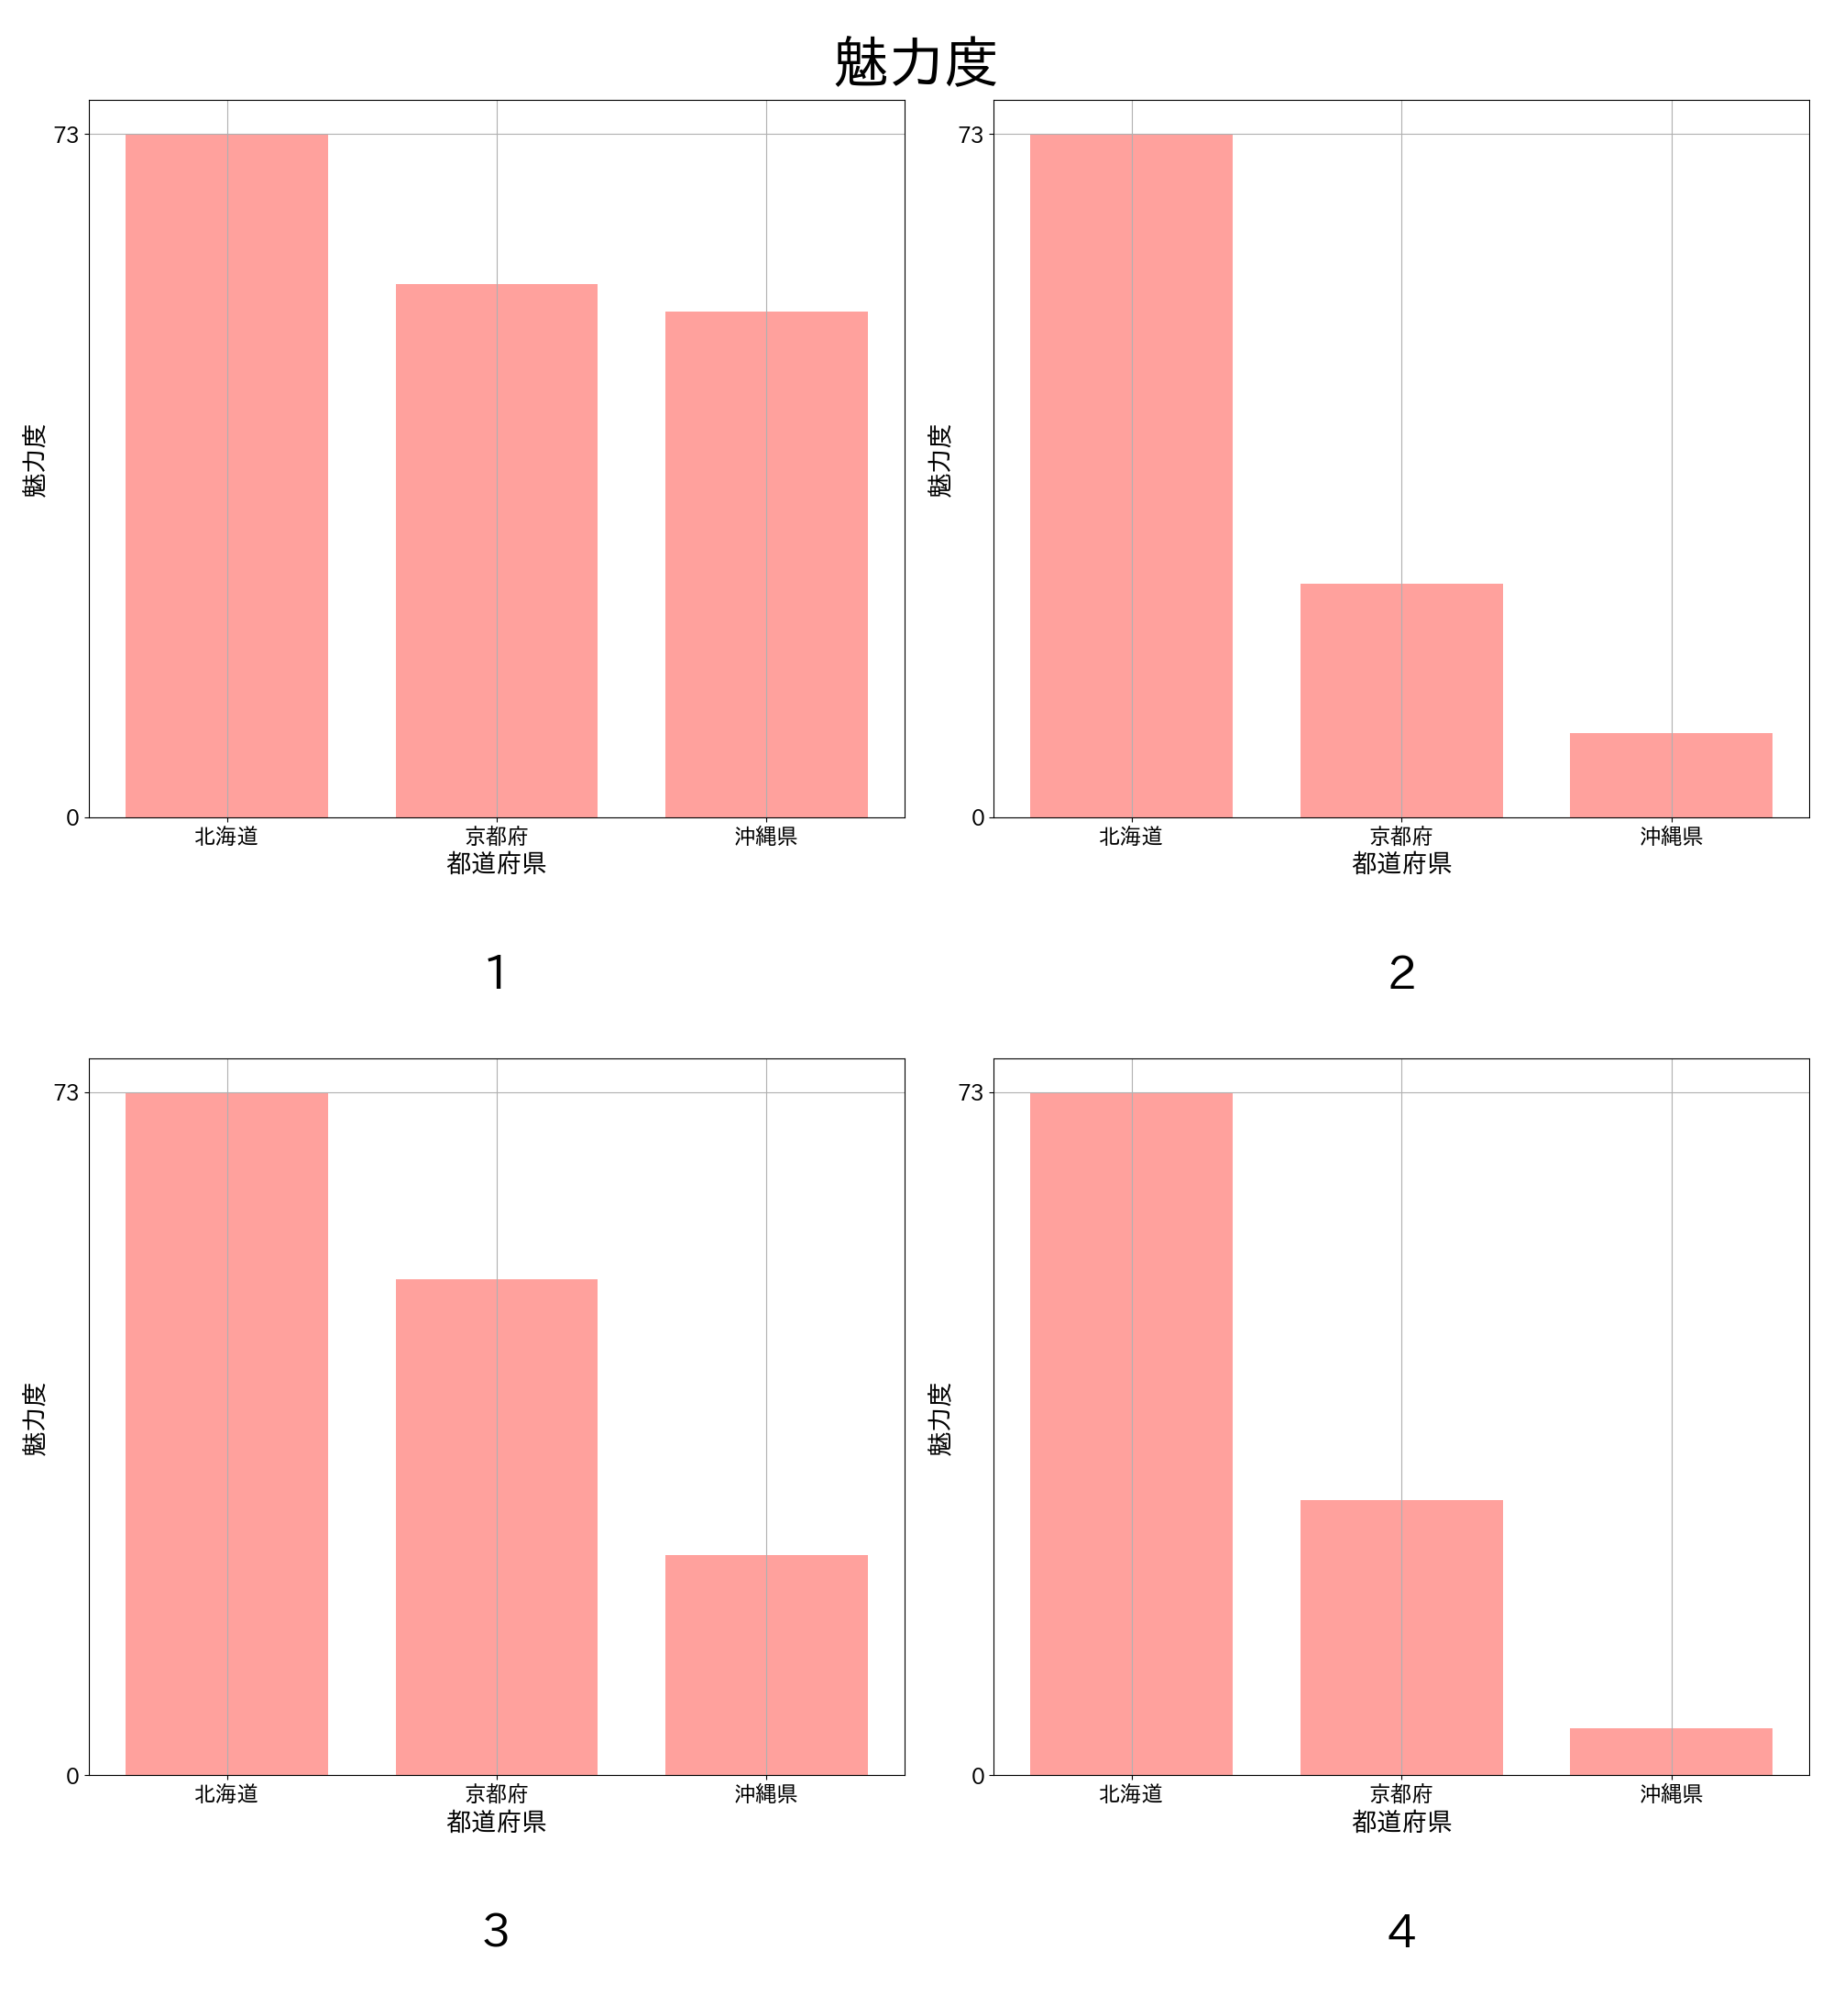 魅力度
73
魅力度
0
北海道 京都府 沖縄県
都道府県
1
73
魅力度
0
北海道 京都府 沖縄県
都道府県
2
73
魅力度
0
北海道 京都府 沖縄県
都道府県
3
73
魅力度
0
北海道 京都府 沖縄県
都道府県
4